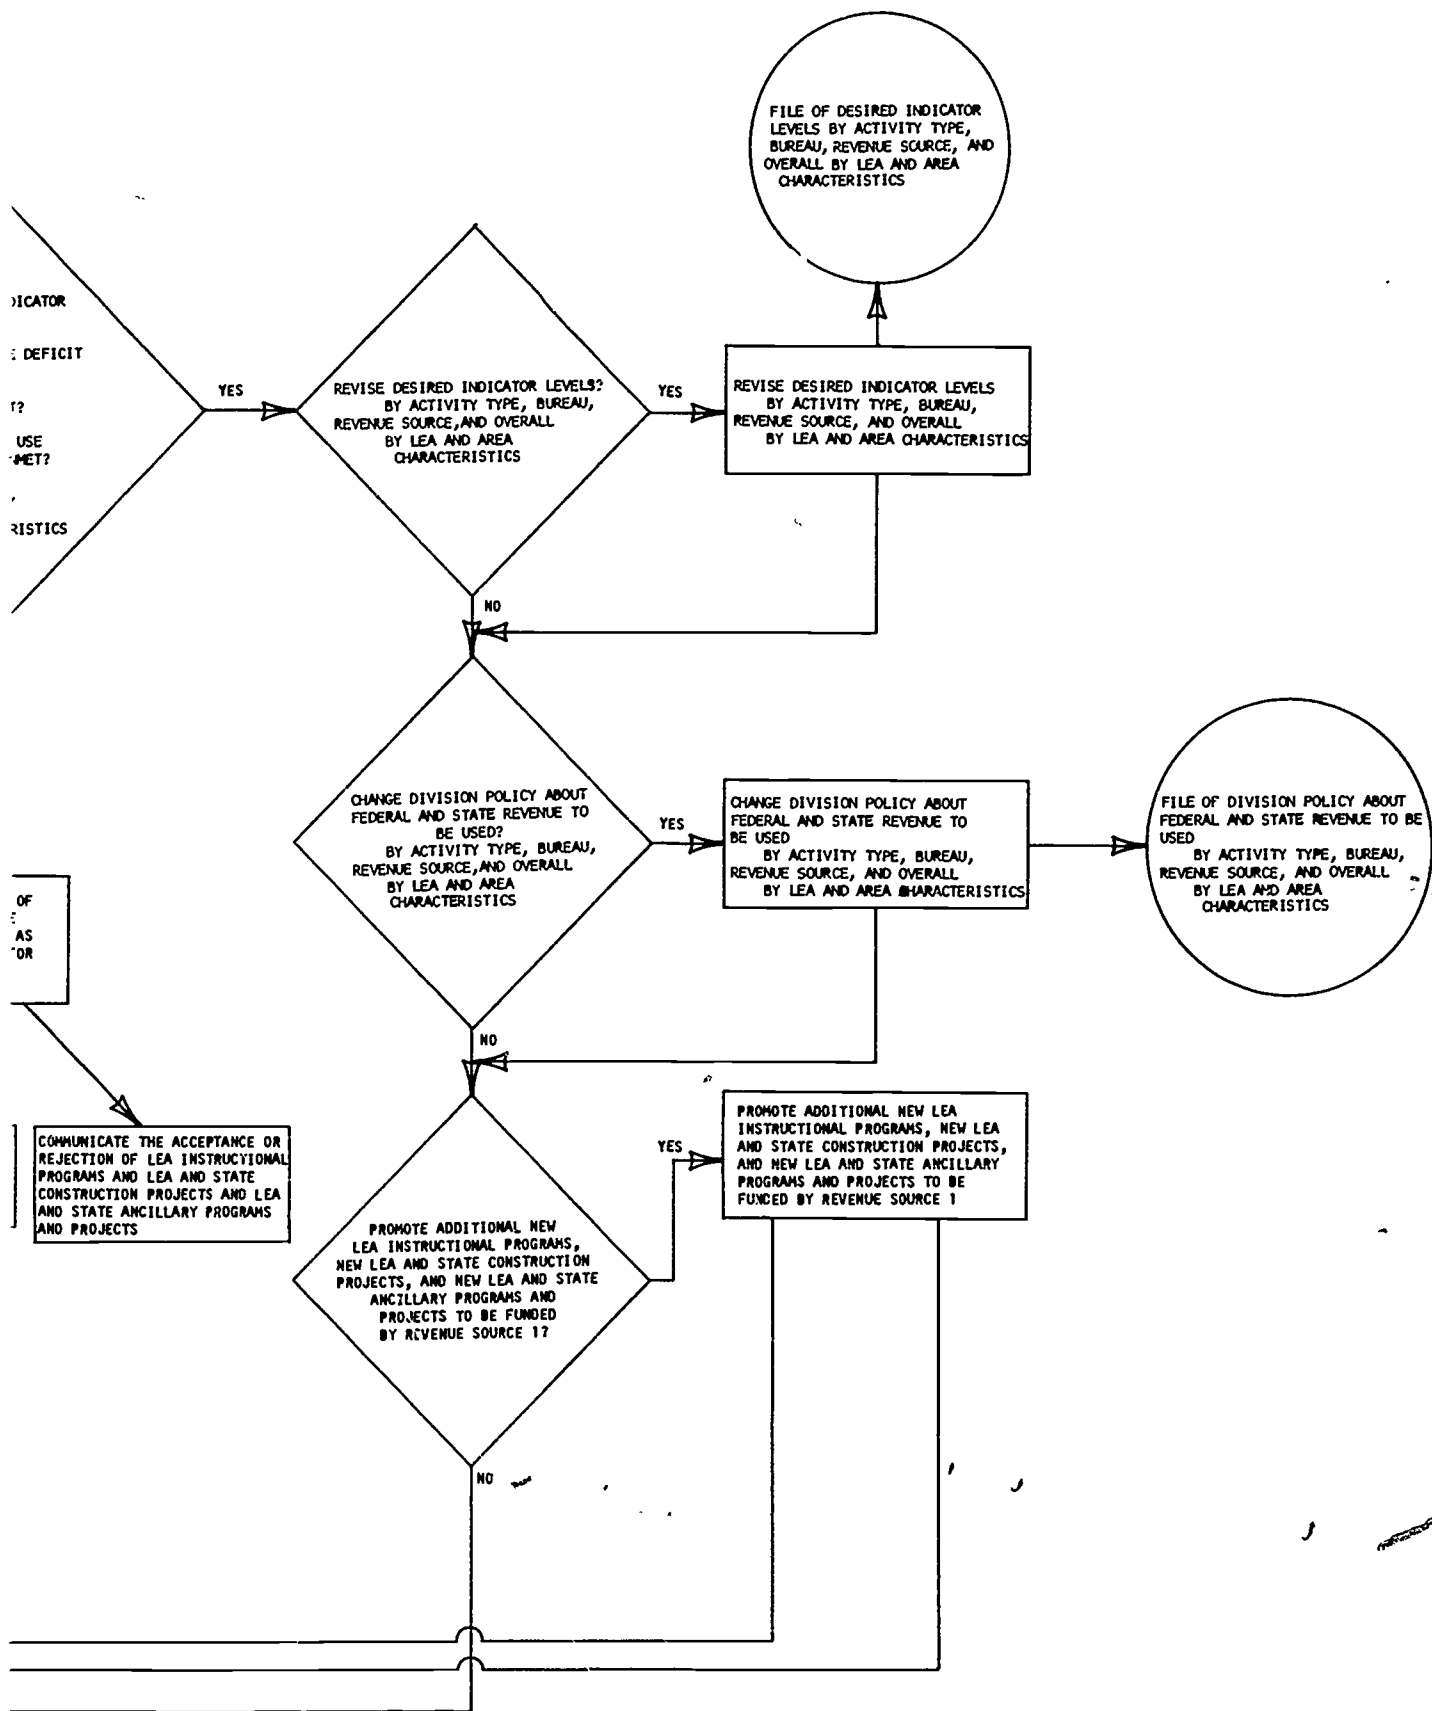 FILE OF DESIRED INDICATOR
LEVELS BY ACTIVITY TYPE,
BUREAU, REVENUE SOURCE, AND
OVERALL BY LEA AND AREA
CHARACTERISTICS
DEFICIT
USE
YES
REVISE DESIRED INDICATOR LEVELS?
BY ACTIVITY TYPE, BUREAU,
REVENUE SOURCE, AND OVERALL
BY LEA AND AREA
CHARACTERISTICS
YES
REVISE DESIRED INDICATOR LEVELS
BY ACTIVITY TYPE, BUREAU,
REVENUE SOURCE, AND OVERALL
BY LEA AND AREA CHARACTERISTICS
NO
CHANGE DIVISION POLICY ABOUT
FEDERAL AND STATE REVENUE TO
BE USED?
BY ACTIVITY TYPE, BUREAU,
REVENUE SOURCE, AND OVERALL
BY LEA AND AREA
CHARACTERISTICS
YES
CHANGE DIVISION POLICY ABOUT
FEDERAL AND STATE REVENUE TO
BE USED
BY ACTIVITY TYPE, BUREAU,
REVENUE SOURCE, AND OVERALL
BY LEA AND AREA CHARACTERISTICS
FILE OF DIVISION POLICY ABOUT
FEDERAL AND STATE REVENUE TO BE
USED
BY ACTIVITY TYPE, BUREAU,
REVENUE SOURCE, AND OVERALL
BY LEA AND AREA
CHARACTERISTICS
OF
AS
NO
COMMUNICATE THE ACCEPTANCE OR
REJECTION OF LEA INSTRUCTIONAL
PROGRAMS AND LEA AND STATE
CONSTRUCTION PROJECTS AND LEA
AND STATE ANCILLARY PROGRAMS
AND PROJECTS
PROMOTE ADDITIONAL NEW
LEA INSTRUCTIONAL PROGRAMS,
NEW LEA AND STATE CONSTRUCTION
PROJECTS, AND NEW LEA AND STATE
ANCILLARY PROGRAMS AND
PROJECTS TO BE FUNDED
BY REVENUE SOURCE 1?
YES
PROMOTE ADDITIONAL NEW LEA
INSTRUCTIONAL PROGRAMS, NEW LEA
AND STATE CONSTRUCTION PROJECTS,
AND NEW LEA AND STATE ANCILLARY
PROGRAMS AND PROJECTS TO BE
FUNDED BY REVENUE SOURCE 1
NO